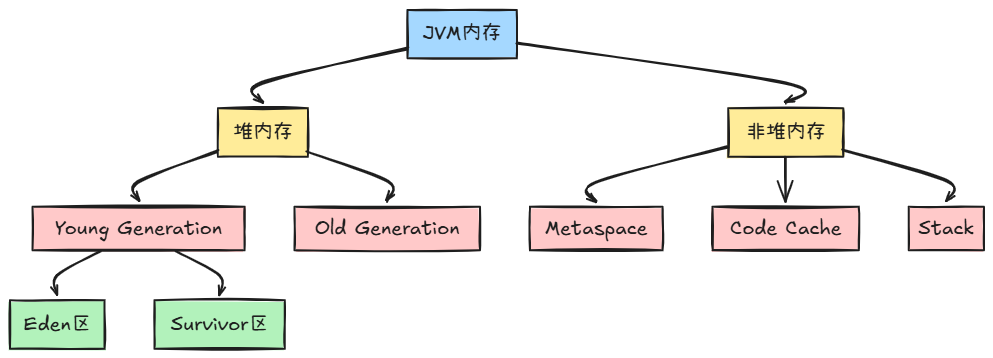 JVM内存
堆内存
非堆内存
Young Generation
Old Generation
Metaspace
Code Cache
Stack
Eden区
Survivor区